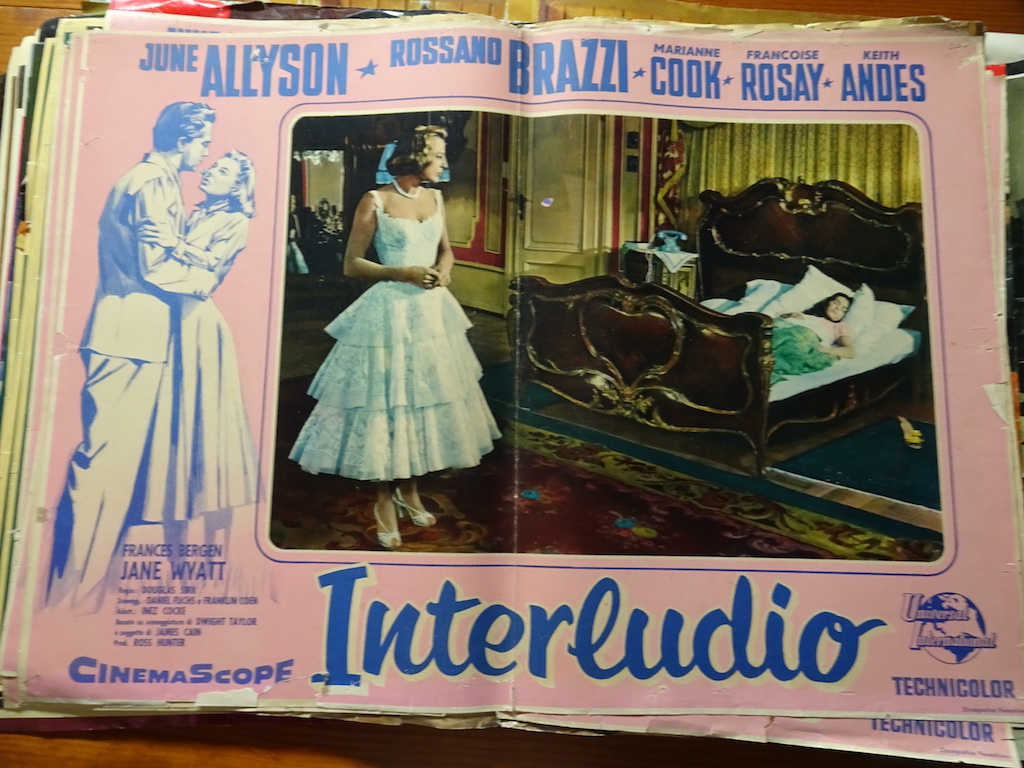 JUNE ALLYSON ★ ROSSANO BRAZZI ★ MARIANNE COOK ★ FRANCOISE ROSAY ★ KEITH ANDES
FRANCES BERGEN
JANE WYATT
Regia: DOUGLAS SIRK
Sceneg. DANIEL FUCHS e FRANKLIN COEN
Adatt. INEZ COCKE
Basato su sceneggiatura di DWIGHT TAYLOR
e soggetto di JAMES CAIN
Prod. ROSS HUNTER
CINEMASCOPE
Interludio
Universal
International
TECHNICOLOR
TECHNICOLOR